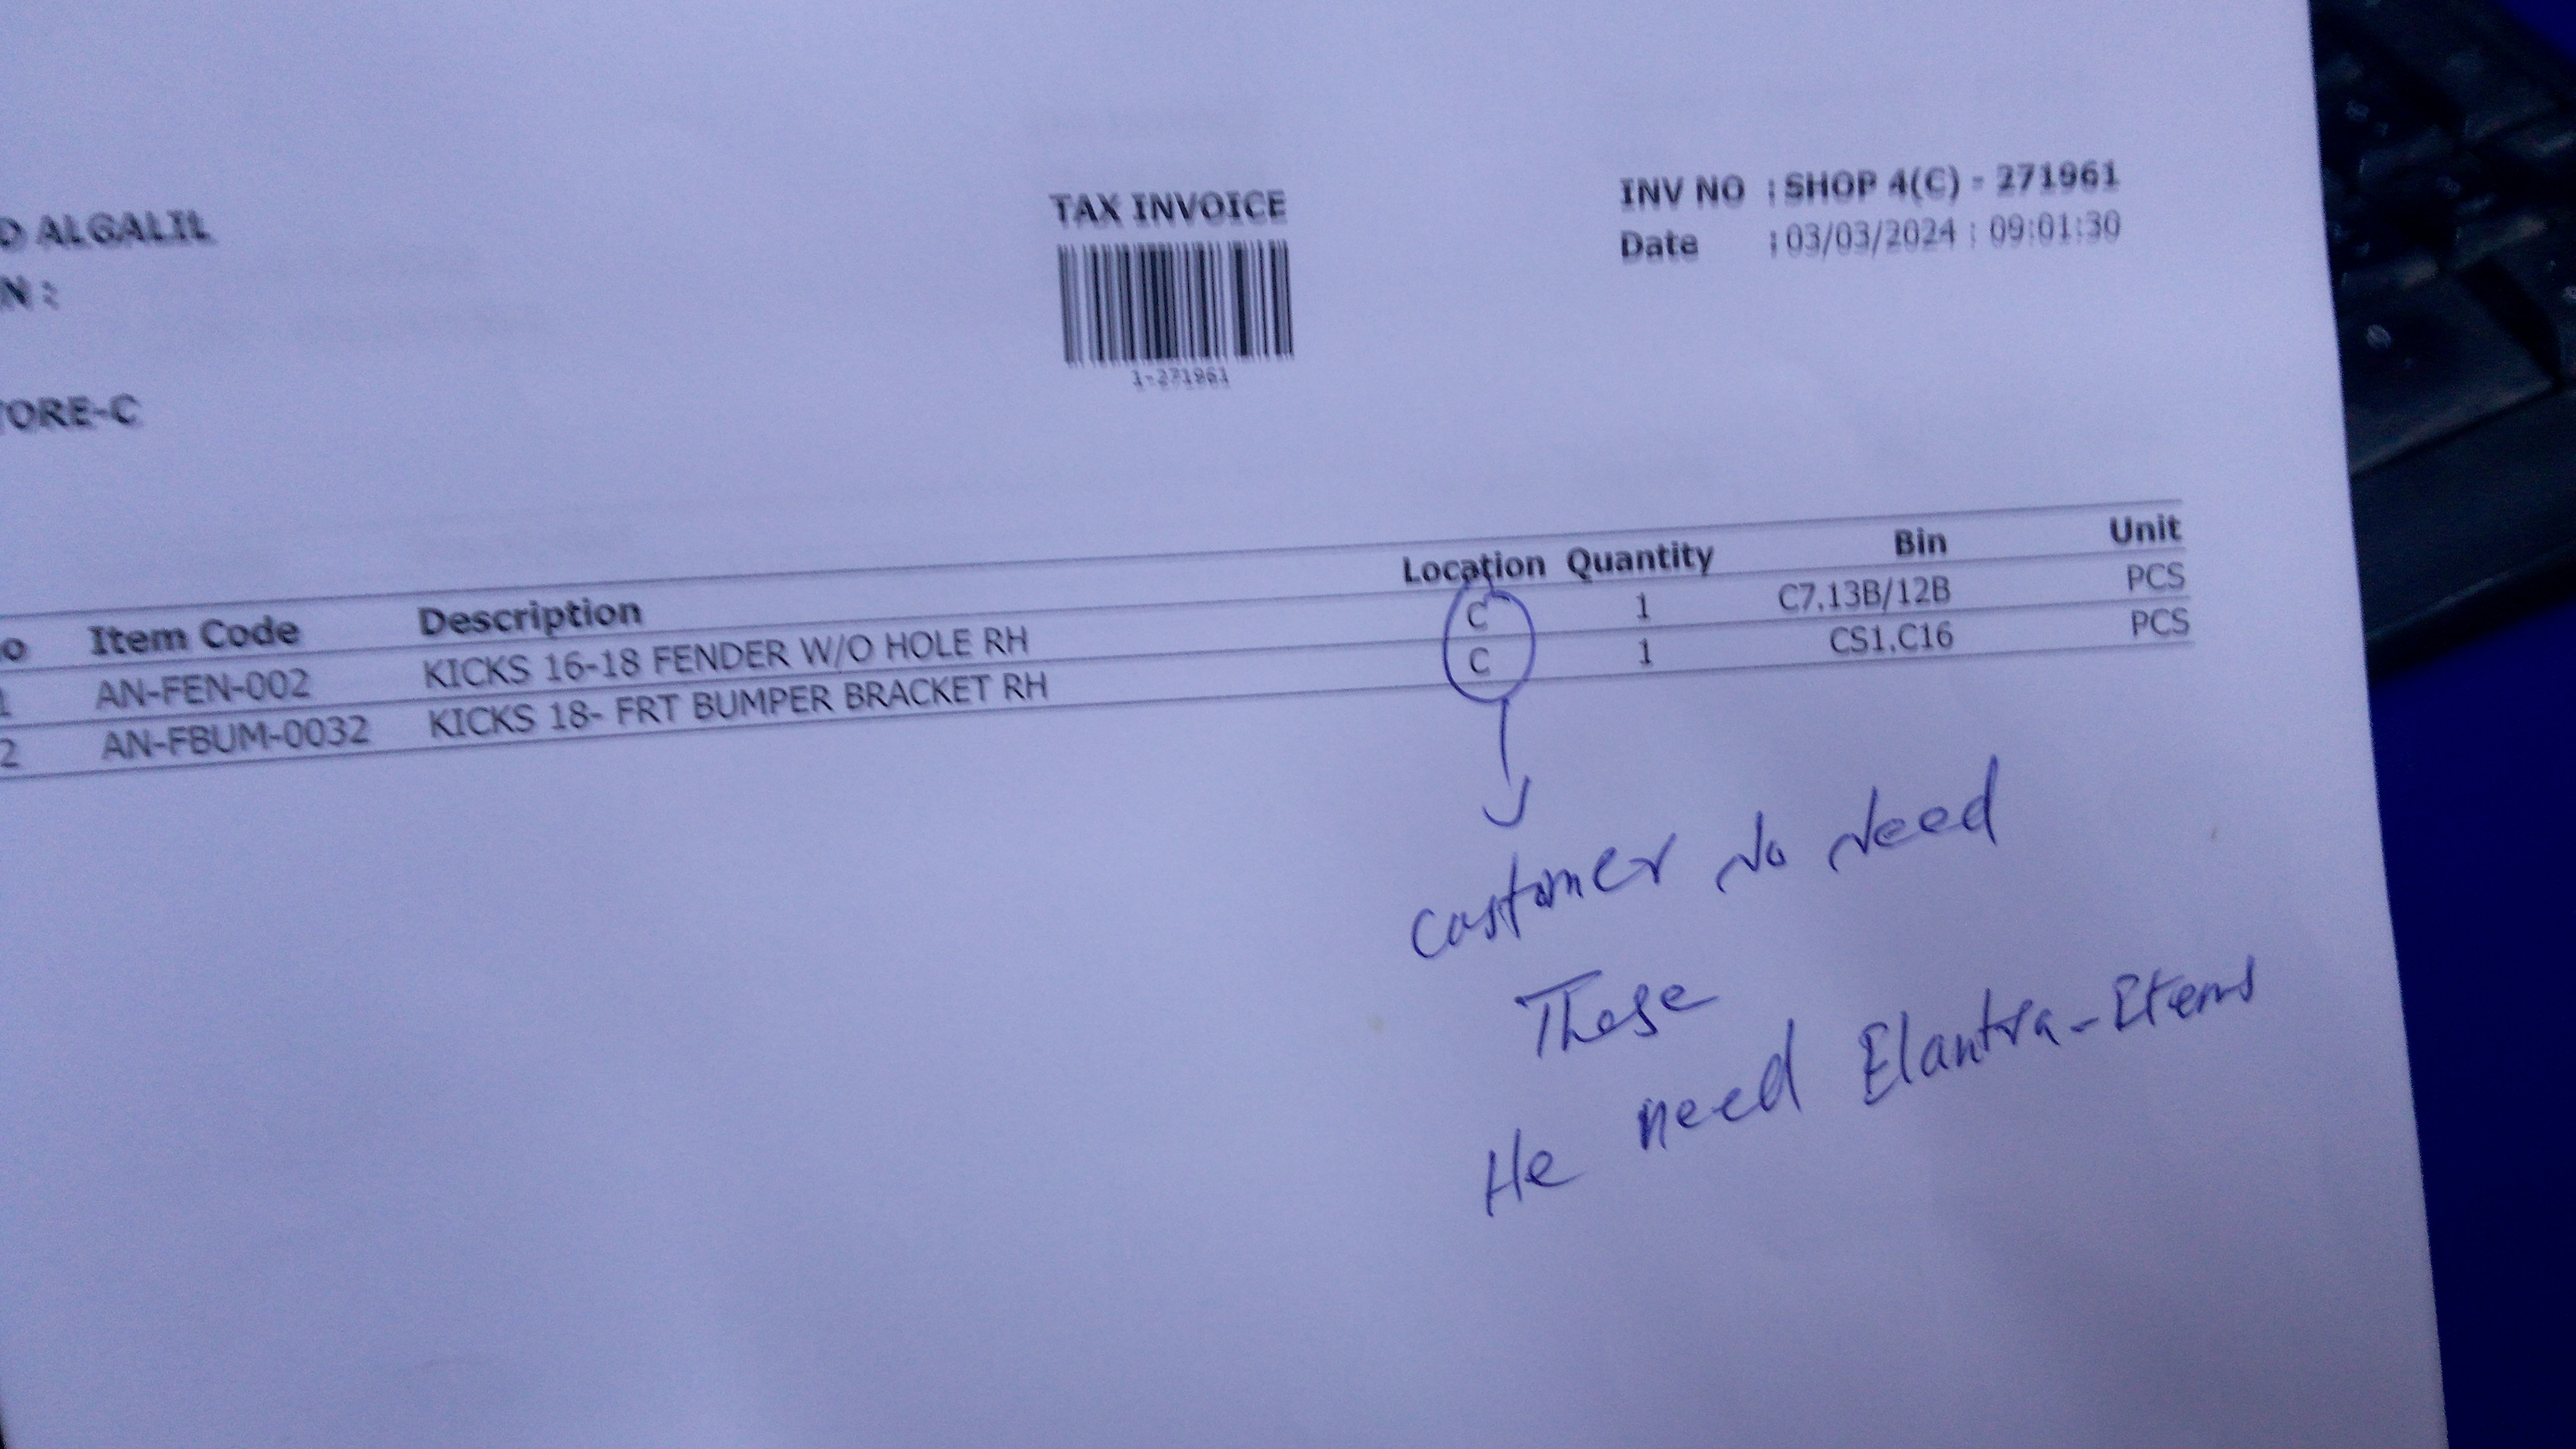 D ALGALIL
N :
TORE-C
TAX INVOICE
1-271961
INV NO : SHOP 4(C) - 271961
Date : 03/03/2024 : 09:01:30
o Item Code Description Location Quantity Bin Unit
1 AN-FEN-002 KICKS 16-18 FENDER W/O HOLE RH C 1 C7.13B/12B PCS
2 AN-FBUM-0032 KICKS 18- FRT BUMPER BRACKET RH C 1 CS1.C16 PCS
Customer No Need
These
He need Elantra-Items